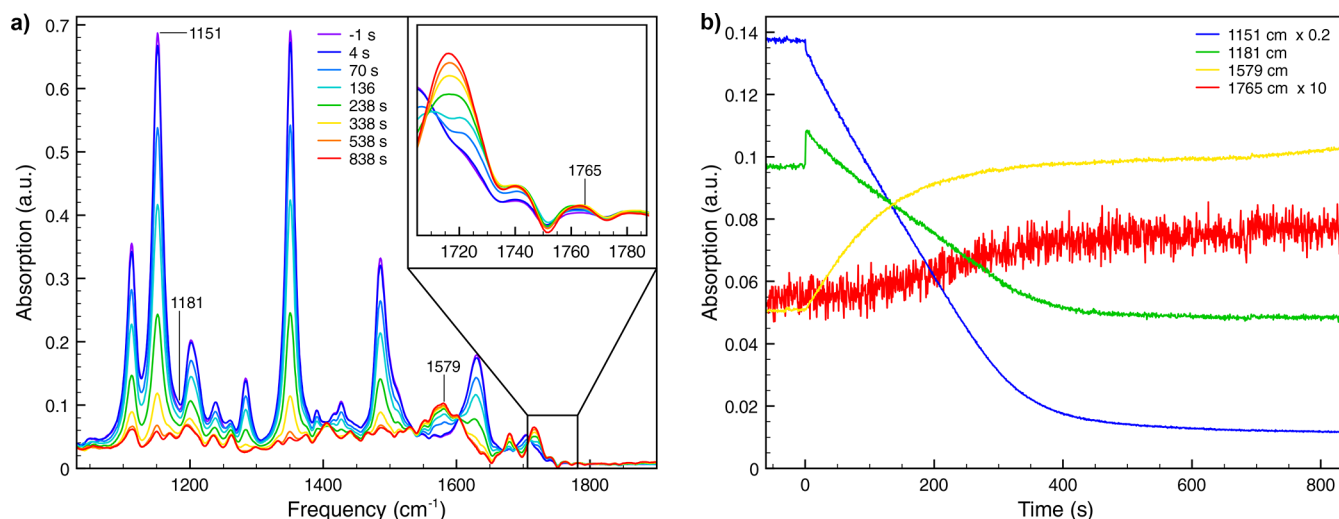 a)
0.7
0.6
0.5
0.4
0.3
0.2
0.1
0
Absorption (a.u.)
1200
1400
1600
1800
Frequency (cm-1)
1151
1181
1579
-1 s
4 s
70 s
136
238 s
338 s
538 s
838 s
1765
1720
1740
1760
1780
b)
0.14
0.12
0.1
0.08
0.06
0.04
0.02
0
Absorption (a.u.)
0
200
400
600
800
Time (s)
1151 cm x 0.2
1181 cm
1579 cm
1765 cm x 10